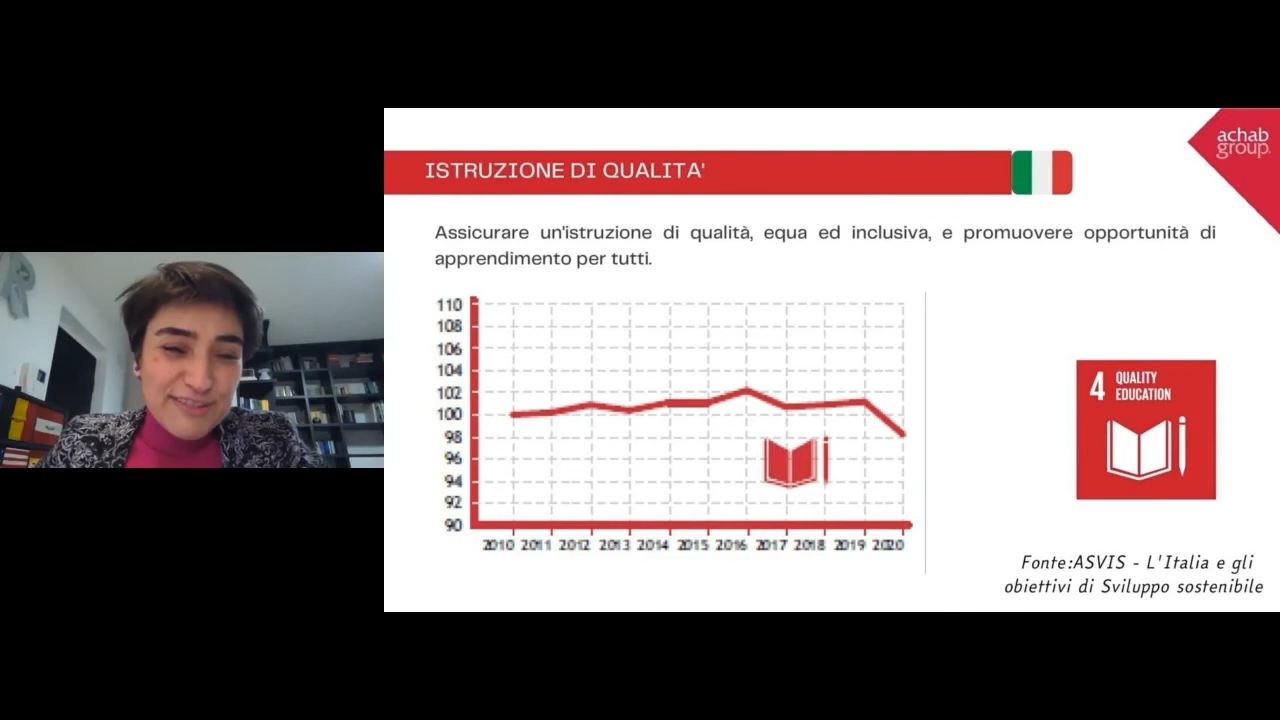 achab
group.
ISTRUZIONE DI QUALITA'
Assicurare un'istruzione di qualità, equa ed inclusiva, e promuovere opportunità di
apprendimento per tutti.
110
108
106
104
102
100
98
96
94
92
90
2010 2011 2012 2013 2014 2015 2016 2017 2018 2019 2020
4 QUALITY
EDUCATION
Fonte:ASVIS - L'Italia e gli
obiettivi di Sviluppo sostenibile
R